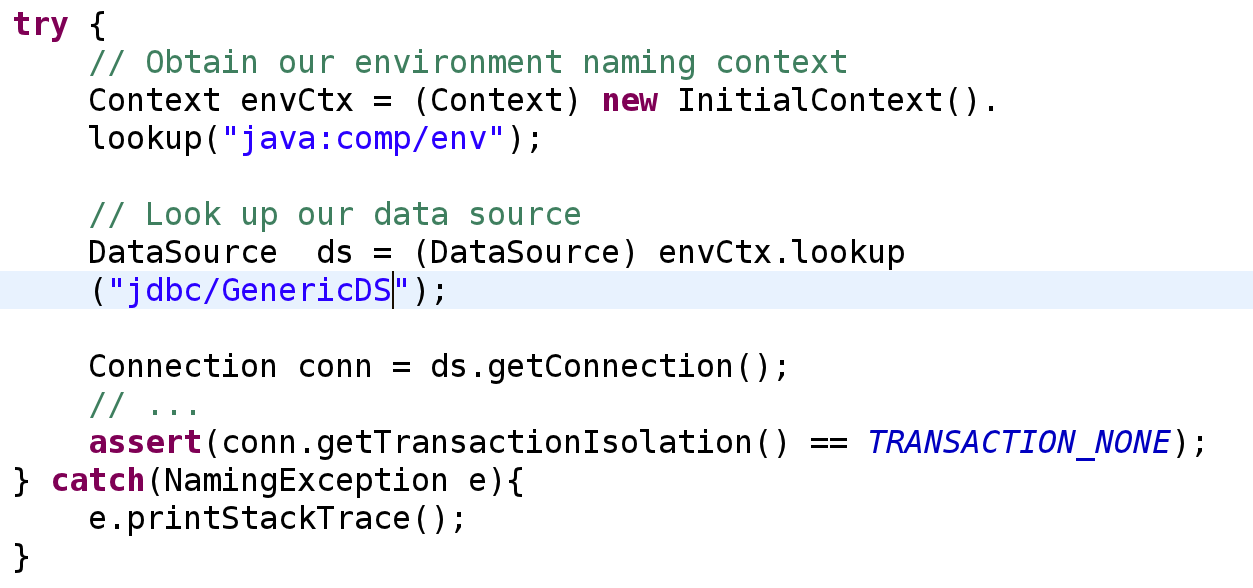 try {
    // Obtain our environment naming context
    Context envCtx = (Context) new InitialContext().
    lookup("java:comp/env");

    // Look up our data source
    DataSource  ds = (DataSource) envCtx.lookup
    ("jdbc/GenericDS");

    Connection conn = ds.getConnection();
    // ...
    assert(conn.getTransactionIsolation() == TRANSACTION_NONE);
} catch(NamingException e){
    e.printStackTrace();
}